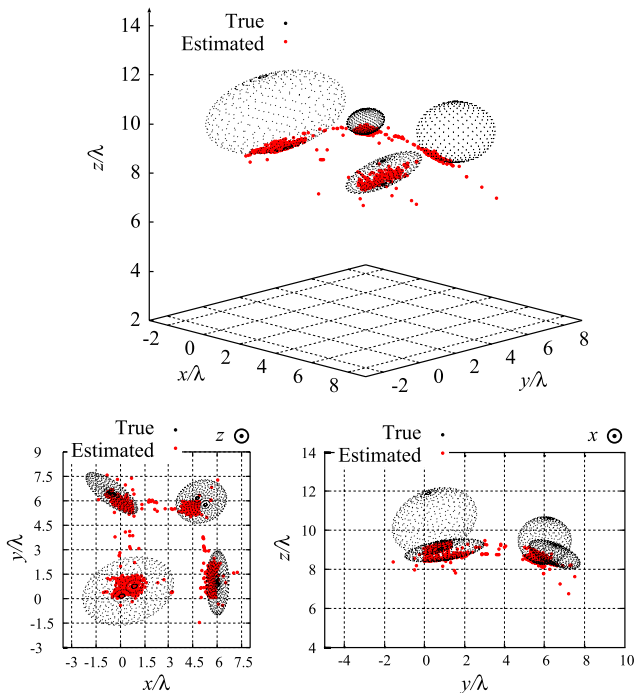 True
Estimated
14
12
10
8
6
4
2
z/λ
-2 0 2 4 6 8
x/λ
-2 0 2 4 6 8
y/λ
True
Estimated
z
9
7.5
6
4.5
3
1.5
0
-1.5
-3
y/λ
-3 -1.5 0 1.5 3 4.5 6 7.5
x/λ
True
Estimated
x
14
12
10
8
6
4
z/λ
-4 -2 0 2 4 6 8 10
y/λ